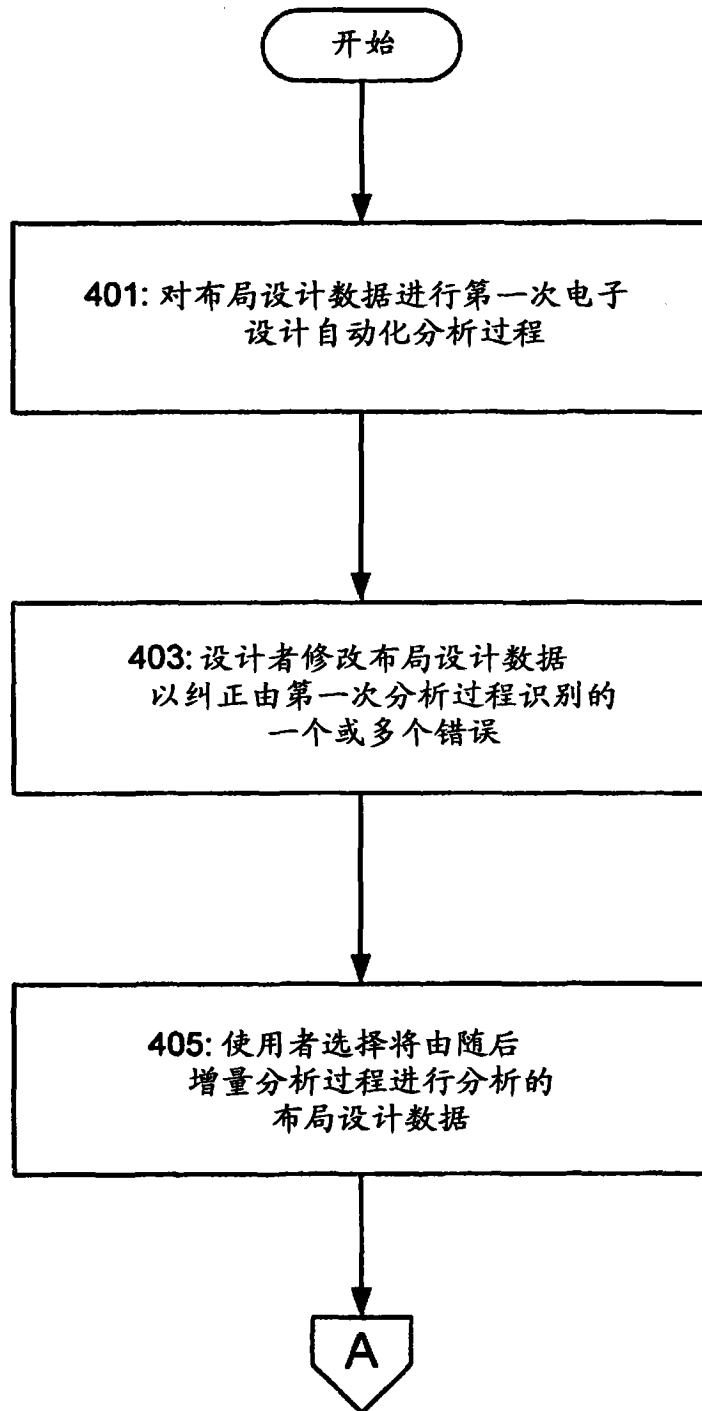 开始
401: 对布局设计数据进行第一次电子
设计自动化分析过程
403: 设计者修改布局设计数据
以纠正由第一次分析过程识别的
一个或多个错误
405: 使用者选择将由随后
增量分析过程进行分析的
布局设计数据
A